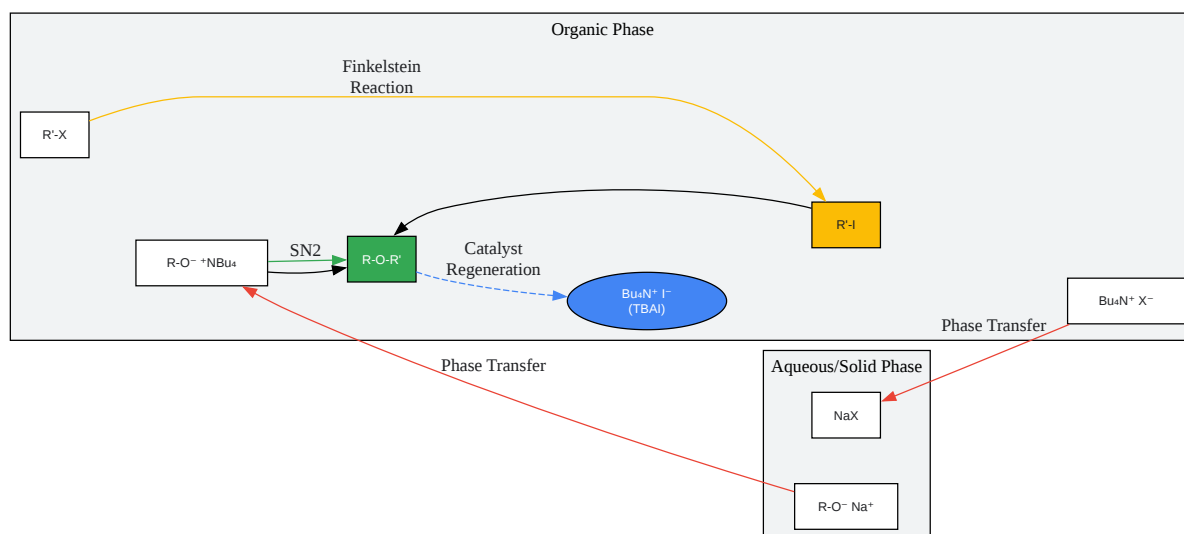 Organic Phase
Finkelstein
Reaction
R'-X
R'-I
SN2
R-O⁻ ⁺NBu₄
R-O-R'
Catalyst
Regeneration
Bu₄N⁺ I⁻
(TBAI)
Bu₄N⁺ X⁻
Phase Transfer
Phase Transfer
Aqueous/Solid Phase
NaX
R-O⁻ Na⁺